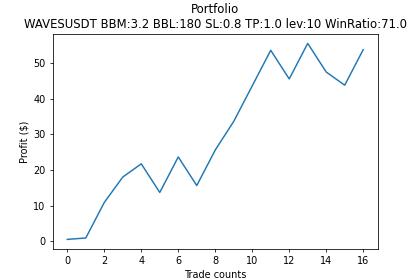 Portfolio
WAVESUSDT BBM:3.2 BBL:180 SL:0.8 TP:1.0 lev:10 WinRatio:71.0
50
40
30
20
10
0
Profit ($)
0 2 4 6 8 10 12 14 16
Trade counts